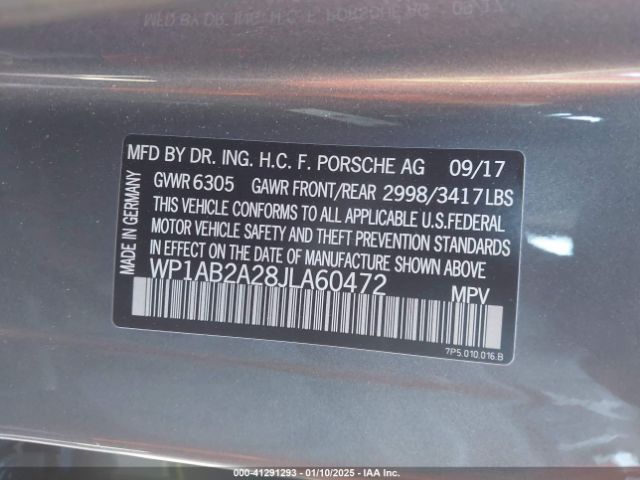 MFD BY DR. ING. H.C. F. PORSCHE AG 09/17
GVWR 6305 GAWR FRONT/REAR 2998/3417LBS
THIS VEHICLE CONFORMS TO ALL APPLICABLE U.S.FEDERAL
MOTOR VEHICLE SAFETY AND THEFT PREVENTION STANDARDS
IN EFFECT ON THE DATE OF MANUFACTURE SHOWN ABOVE
WP1AB2A28JLA60472 MPV
MADE IN GERMANY
7P5.010.016.B
000-41291293 - 01/10/2025 - IAA Inc.